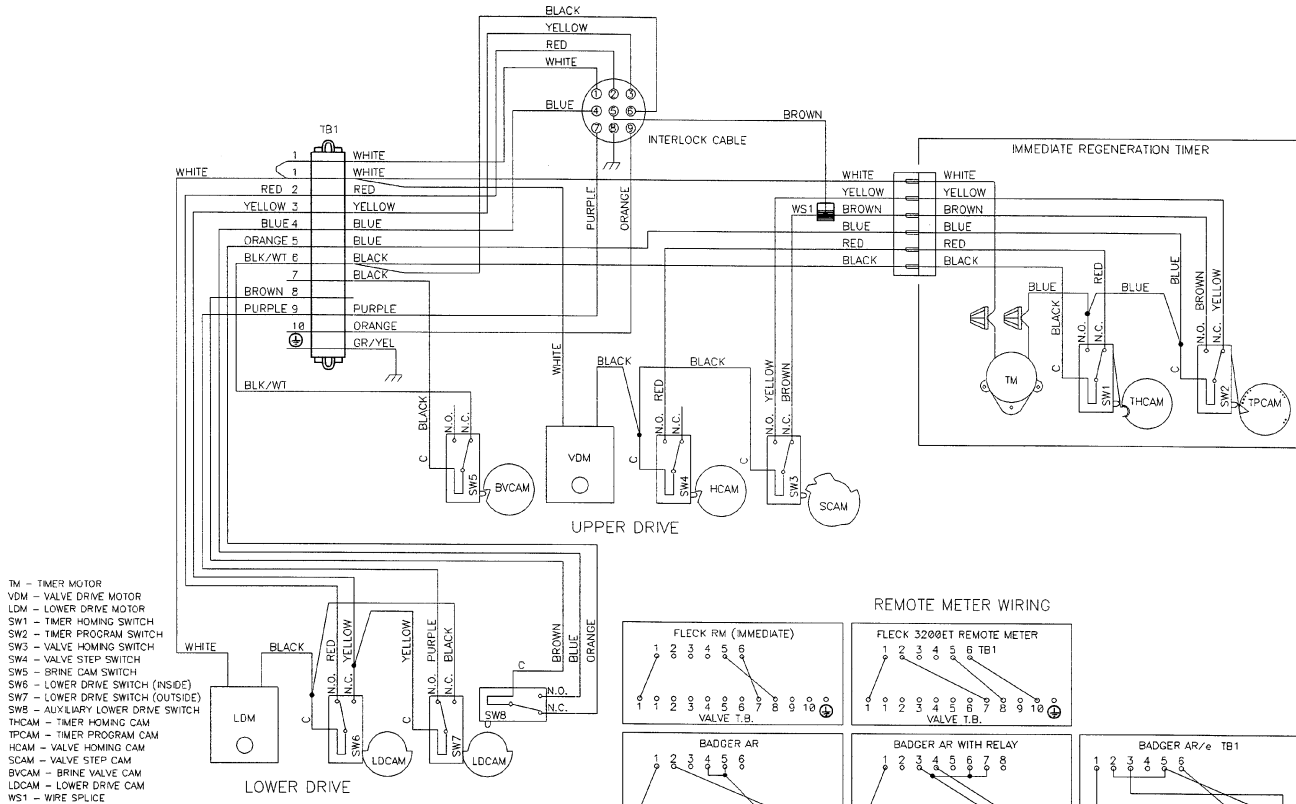 BLACK
YELLOW
RED
WHITE
1 2 3
BLUE
4 5 6
BROWN
7 8 9
INTERLOCK CABLE
TB1
IMMEDIATE REGENERATION TIMER
1 WHITE
WHITE 1 WHITE
RED 2 RED
YELLOW 3 YELLOW
BLUE 4 BLUE
ORANGE 5 BLUE
BLK/WT 6 BLACK
7 BLACK
BROWN 8
PURPLE 9 PURPLE
10 ORANGE
GR/YEL
BLK/WT
PURPLE
ORANGE
WHITE WHITE
YELLOW YELLOW
WS1 BROWN BROWN
BLUE BLUE
RED RED
BLACK BLACK
BLUE
RED
BLUE
BLUE
BROWN
YELLOW
BLACK
N.O.
N.C.
N.O.
N.C.
C
C
TM
SW1
THCAM
SW2
TPCAM
BLACK
N.O.
N.C.
C
SW5
BVCAM
WHITE
BLACK
BLACK
VDM
RED
N.O.
N.C.
C
SW4
HCAM
YELLOW
BROWN
N.O.
N.C.
C
SW3
SCAM
UPPER DRIVE
WHITE
BLACK
LDM
RED
YELLOW
N.O.
N.C.
C
SW6
LDCAM
YELLOW
PURPLE
BLACK
N.O.
N.C.
C
SW7
LDCAM
BROWN
BLUE
ORANGE
C
N.O.
N.C.
SW8
LOWER DRIVE
TM – TIMER MOTOR
VDM – VALVE DRIVE MOTOR
LDM – LOWER DRIVE MOTOR
SW1 – TIMER HOMING SWITCH
SW2 – TIMER PROGRAM SWITCH
SW3 – VALVE HOMING SWITCH
SW4 – VALVE STEP SWITCH
SW5 – BRINE CAM SWITCH
SW6 – LOWER DRIVE SWITCH (INSIDE)
SW7 – LOWER DRIVE SWITCH (OUTSIDE)
SW8 – AUXILIARY LOWER DRIVE SWITCH
THCAM – TIMER HOMING CAM
TPCAM – TIMER PROGRAM CAM
HCAM – VALVE HOMING CAM
SCAM – VALVE STEP CAM
BVCAM – BRINE VALVE CAM
LDCAM – LOWER DRIVE CAM
WS1 – WIRE SPLICE
REMOTE METER WIRING
FLECK RM (IMMEDIATE)
1 2 3 4 5 6
1 1 2 3 4 5 6 7 8 9 10
VALVE T.B.
FLECK 3200ET REMOTE METER
1 2 3 4 5 6 TB1
1 1 2 3 4 5 6 7 8 9 10
VALVE T.B.
BADGER AR
1 2 3 4 5 6
BADGER AR WITH RELAY
1 2 3 4 5 6 7 8
BADGER AR/e TB1
1 2 3 4 5 6